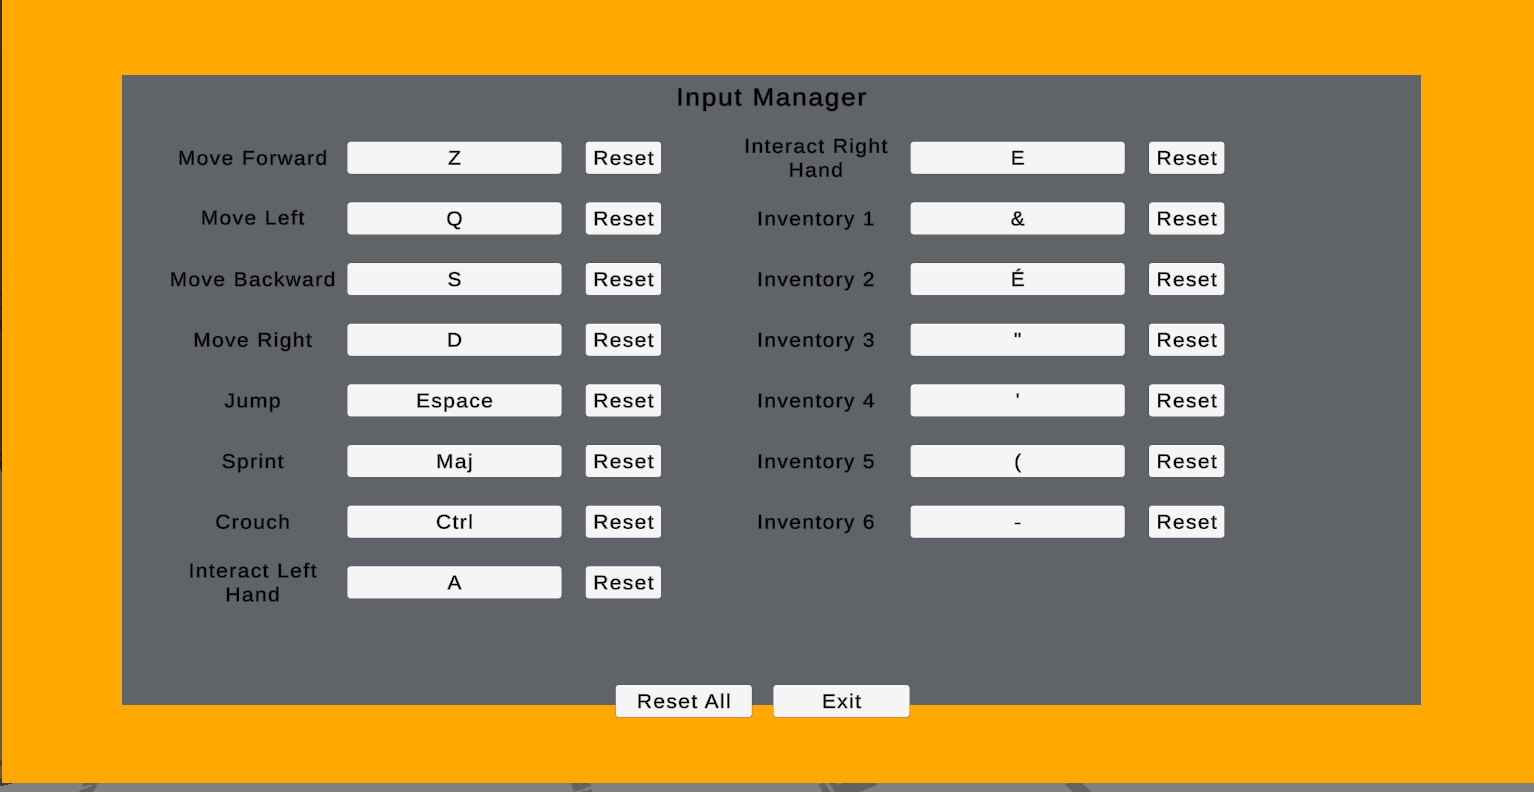 Input Manager
Move Forward Z Reset
Move Left Q Reset
Move Backward S Reset
Move Right D Reset
Jump Espace Reset
Sprint Maj Reset
Crouch Ctrl Reset
Interact Left
Hand A Reset
Interact Right
Hand E Reset
Inventory 1 & Reset
Inventory 2 É Reset
Inventory 3 " Reset
Inventory 4 ' Reset
Inventory 5 ( Reset
Inventory 6 - Reset
Reset All Exit